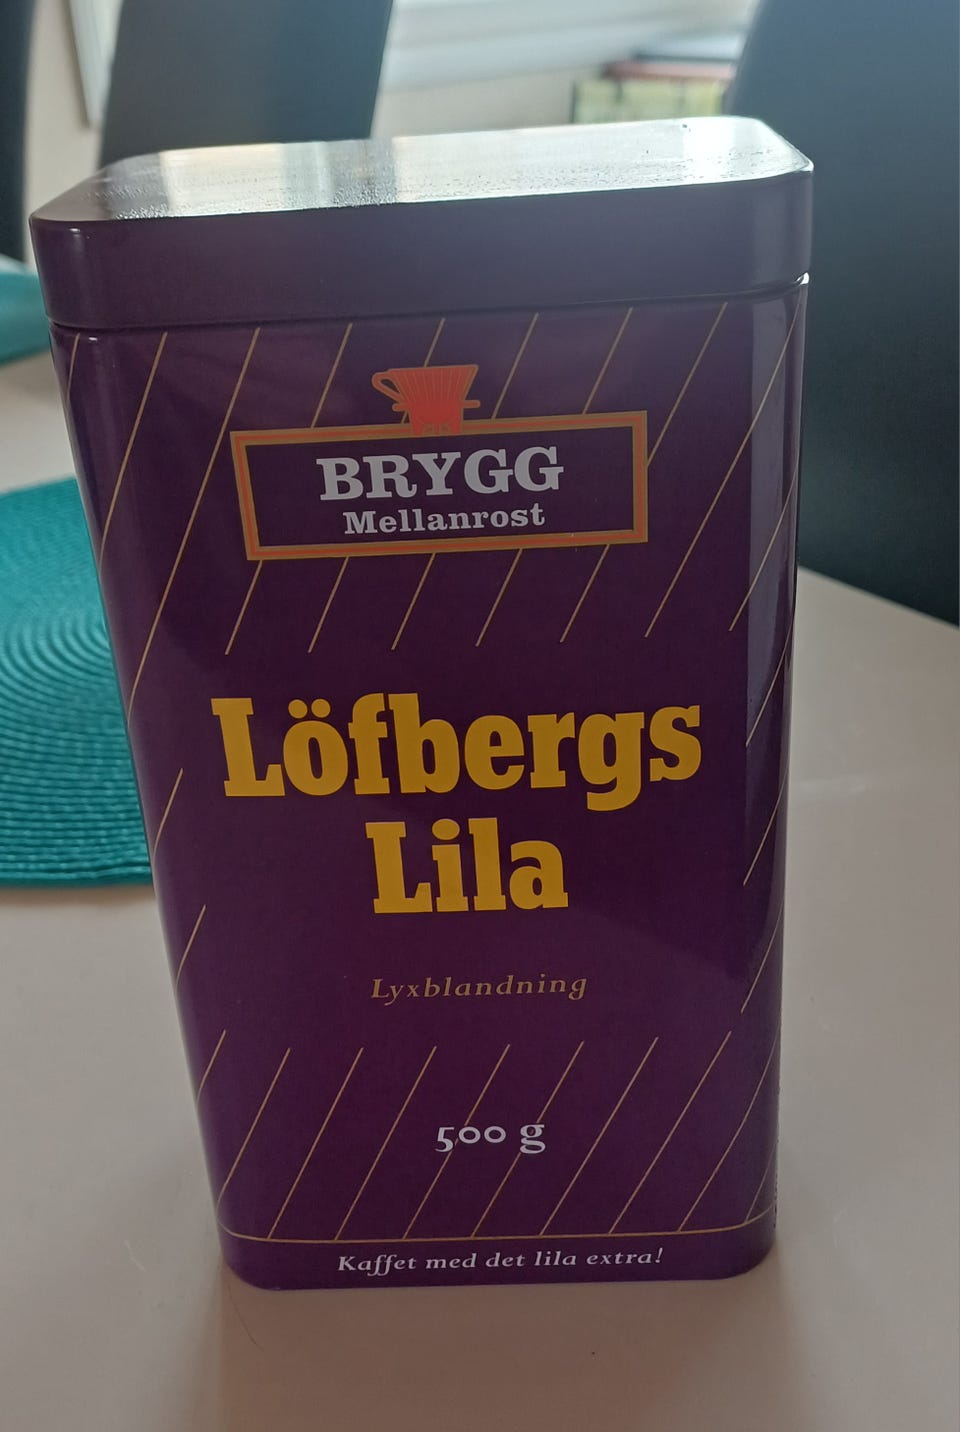 BRYGG
Mellanrost
Löfbergs
Lila
Lyxblandning
500 g
Kaffet med det lila extra!